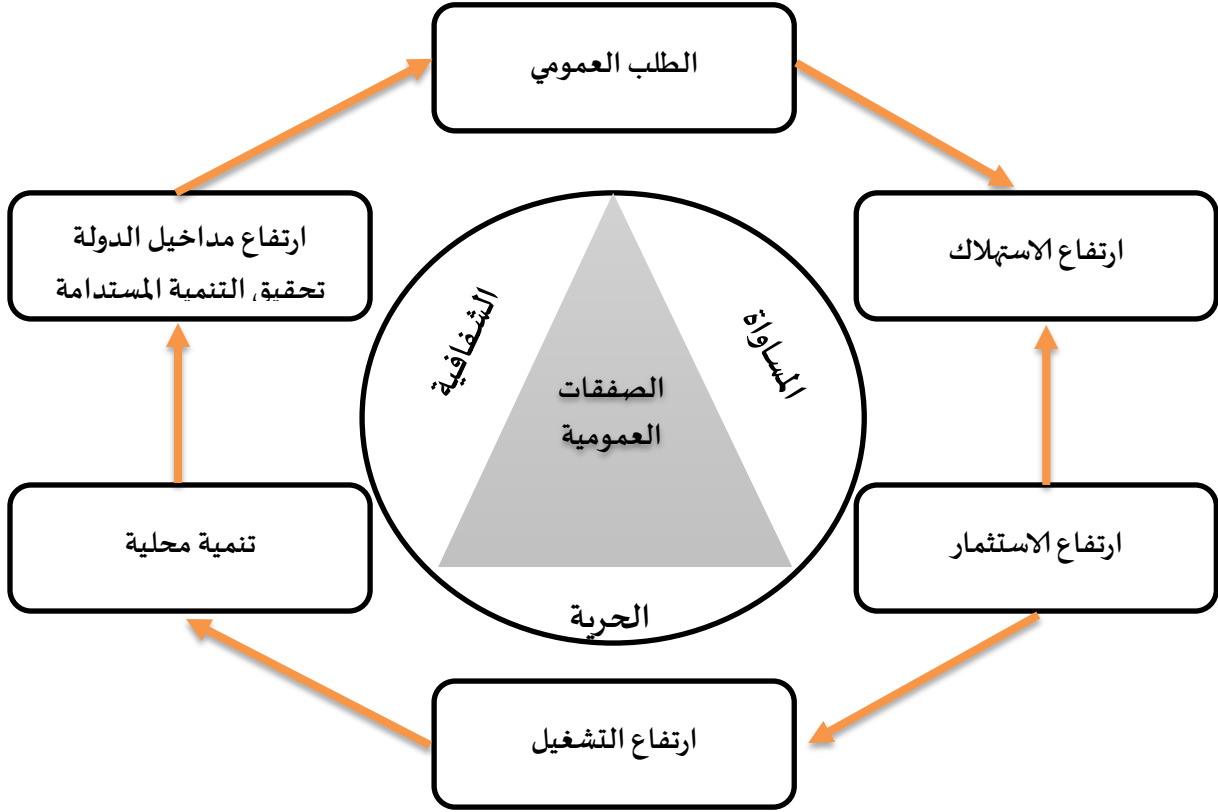 الطلب العمومي
ارتفاع الاستهلاك
ارتفاع مداخيل الدولة
تحقيق التنمية المستدامة
المساواة
الشفافية
الصفقات
العمومية
ارتفاع الاستثمار
تنمية محلية
الحرية
ارتفاع التشغيل